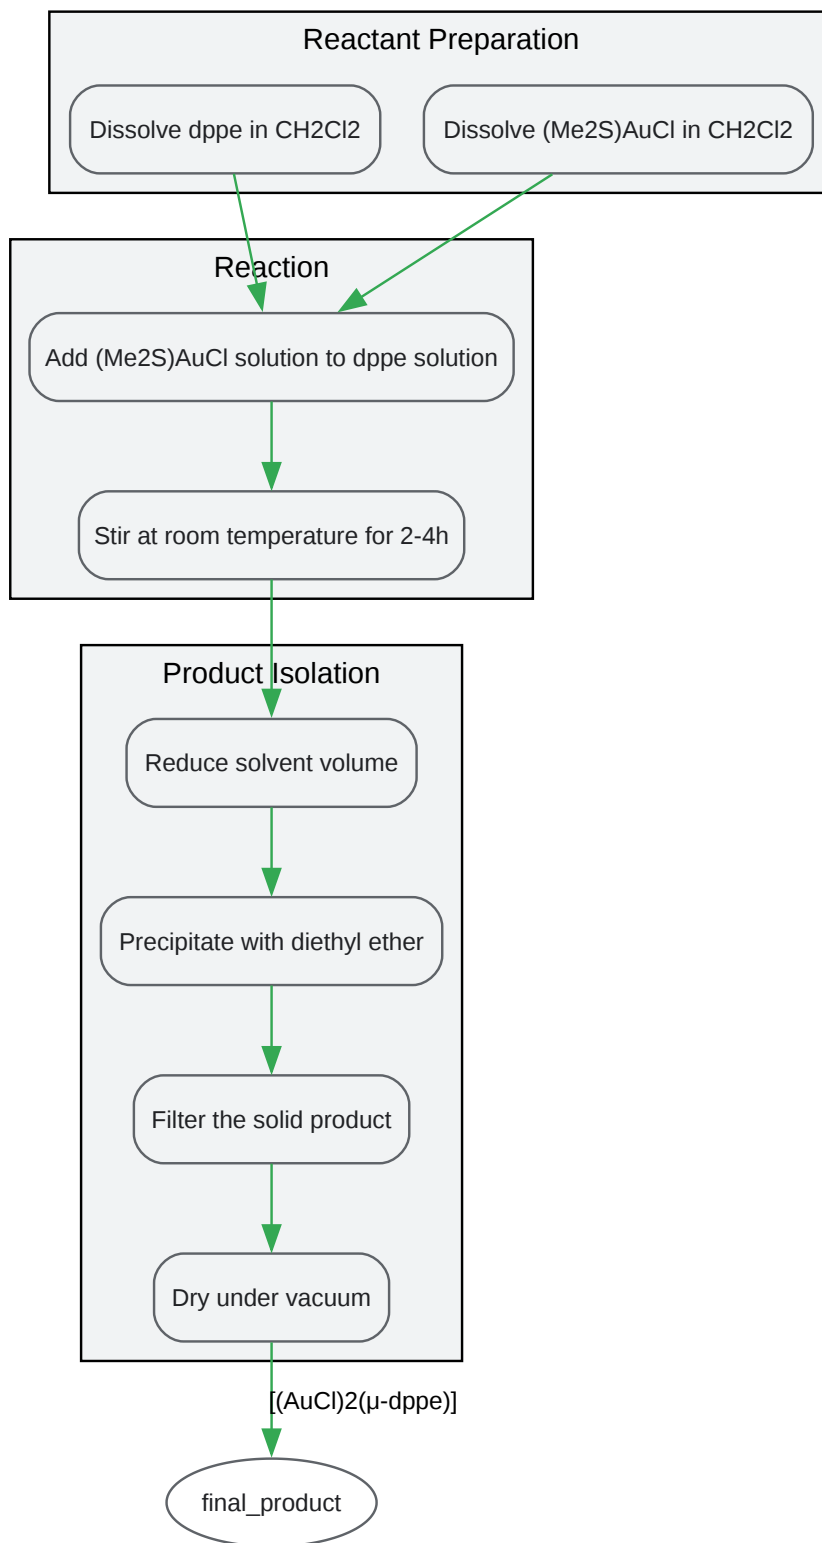 Reactant Preparation
Dissolve dppe in CH2Cl2
Dissolve (Me2S)AuCl in CH2Cl2
Reaction
Add (Me2S)AuCl solution to dppe solution
Stir at room temperature for 2-4h
Product Isolation
Reduce solvent volume
Precipitate with diethyl ether
Filter the solid product
Dry under vacuum
[(AuCl)2(μ-dppe)]
final_product